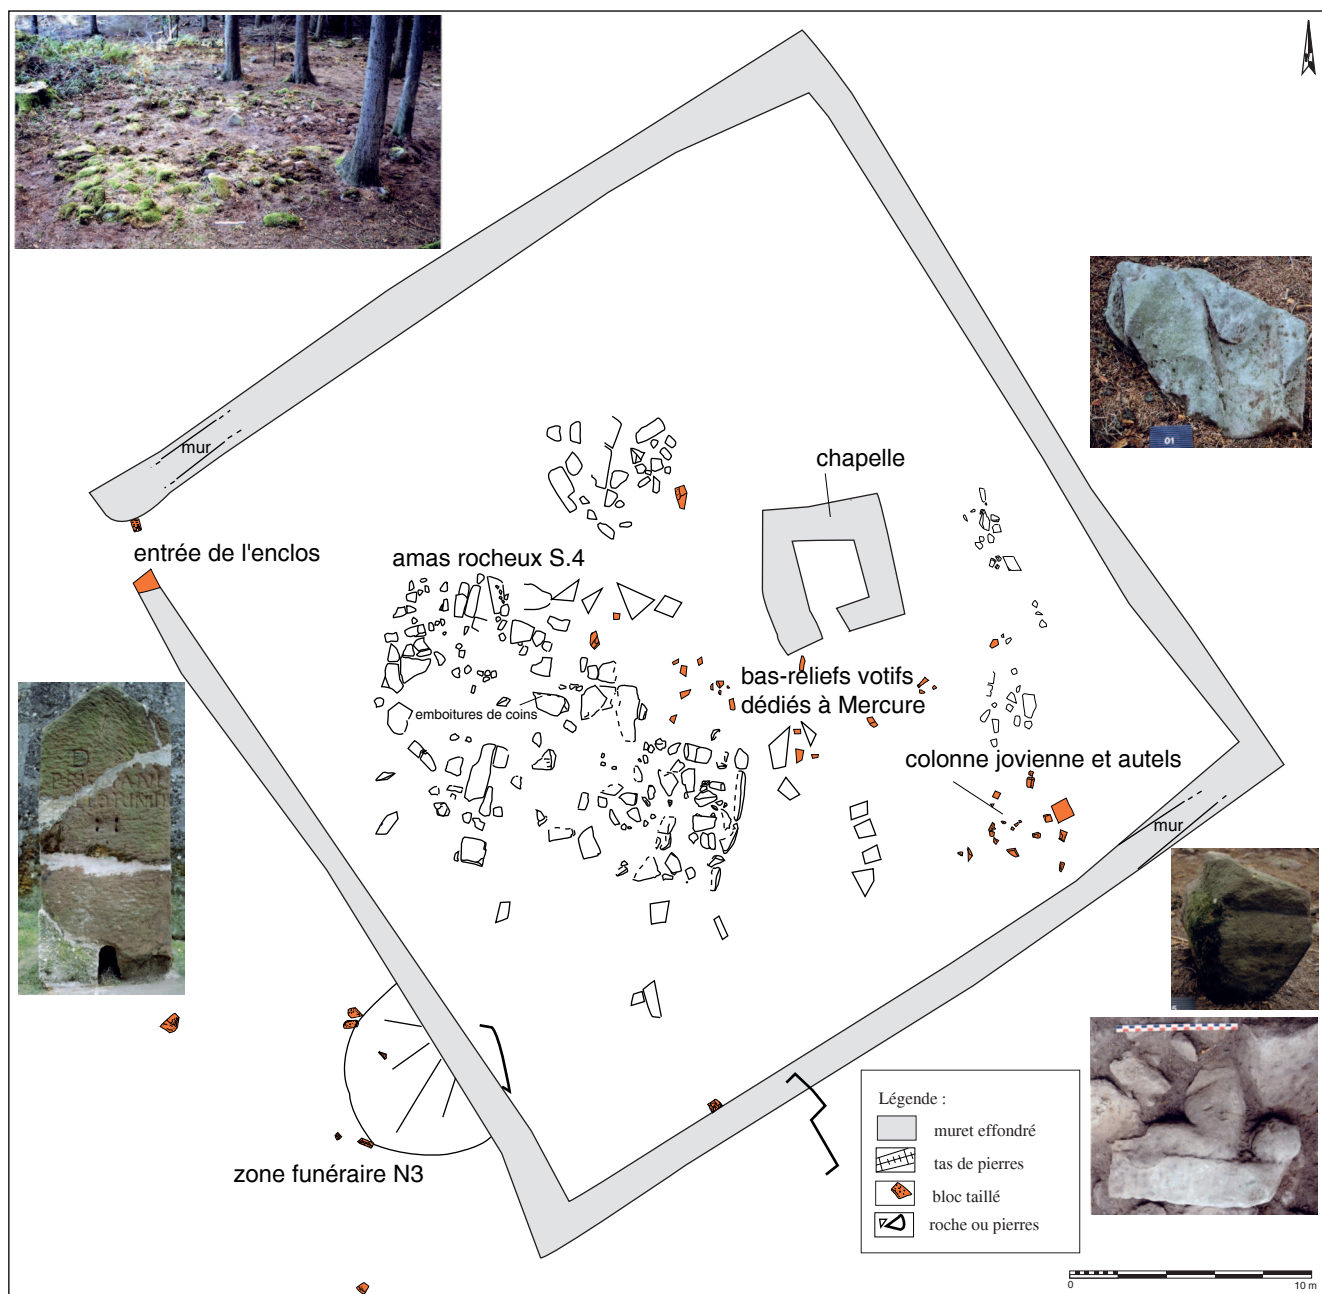 mur
chapelle
entrée de l'enclos
amas rocheux S.4
bas-reliefs votifs
dédiés à Mercure
emboitures de coins
colonne jovienne et autels
mur
01
D
zone funéraire N3
Légende :
muret effondré
tas de pierres
bloc taillé
roche ou pierres
0
10 m